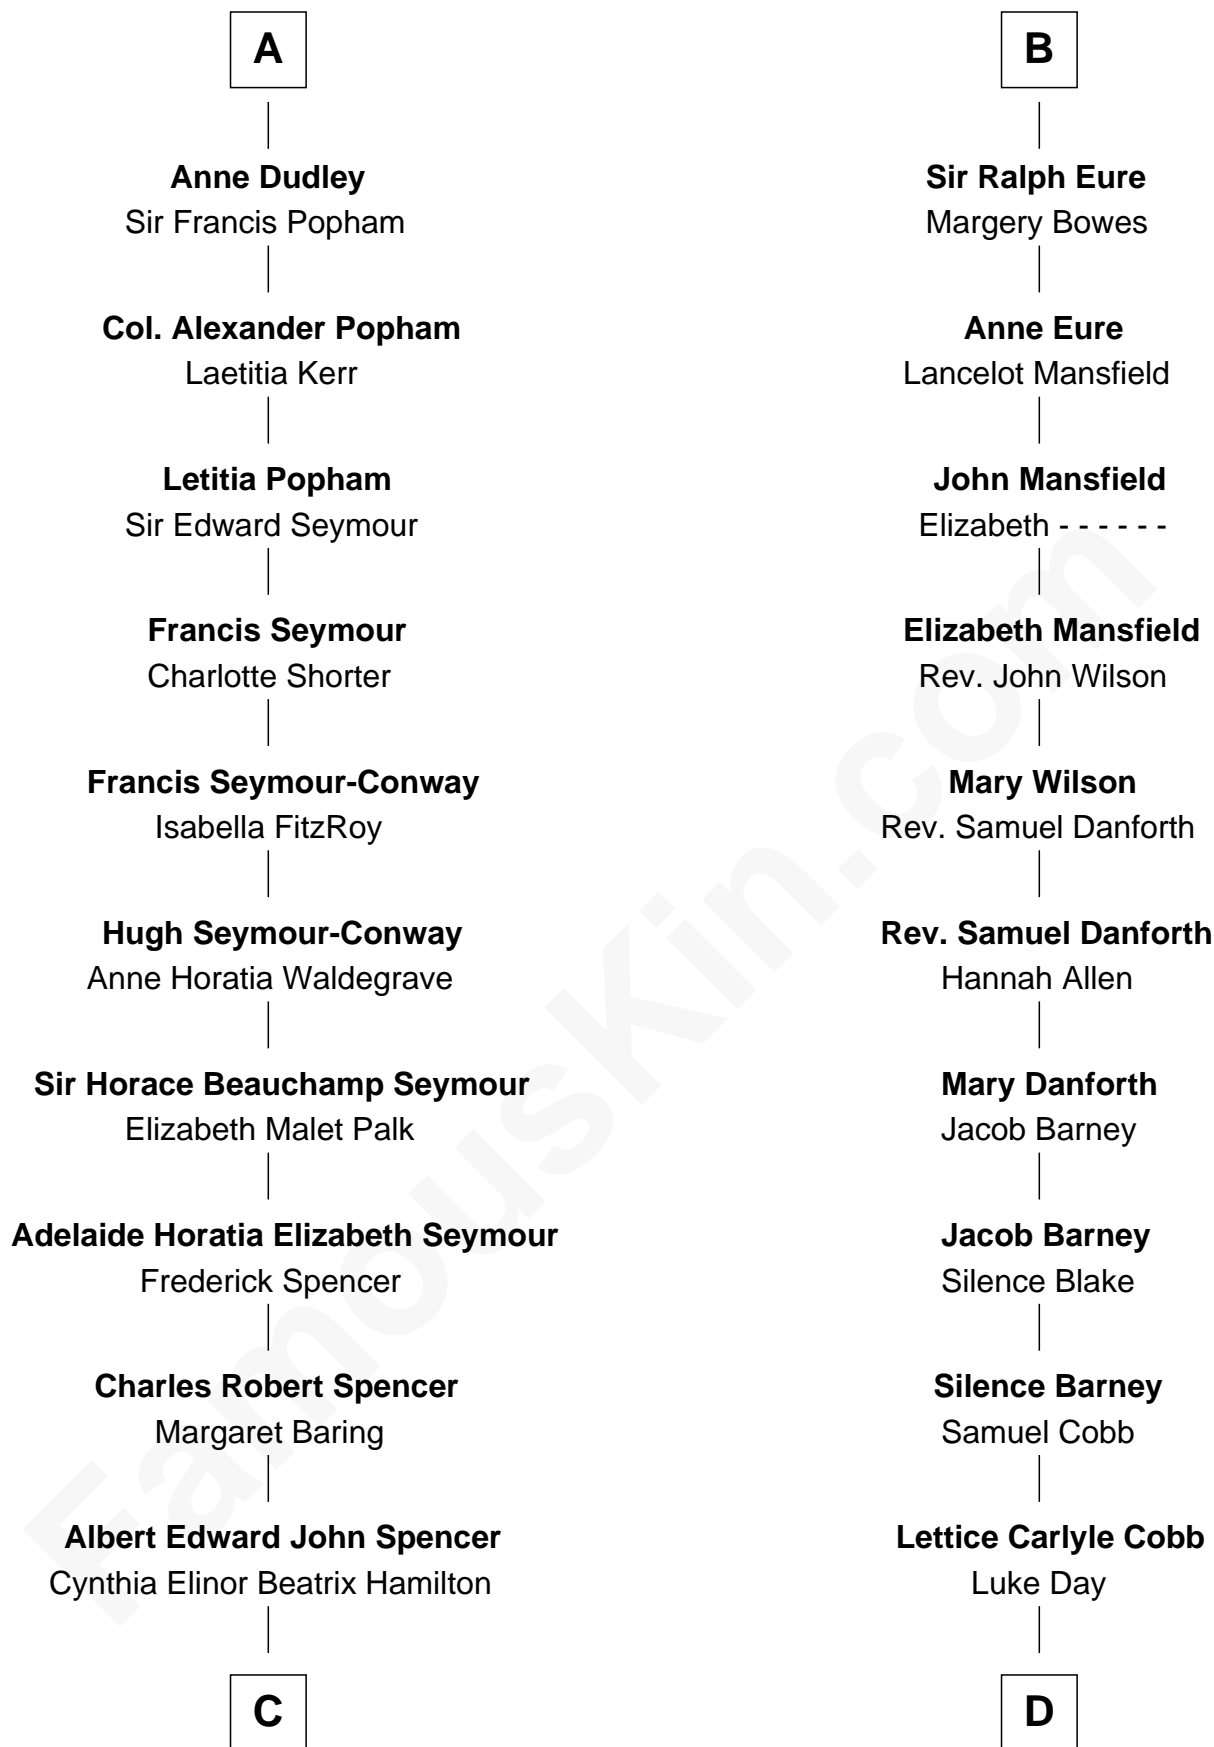 A
Anne Dudley
Sir Francis Popham
Col. Alexander Popham
Laetitia Kerr
Letitia Popham
Sir Edward Seymour
Francis Seymour
Charlotte Shorter
Francis Seymour-Conway
Isabella FitzRoy
Hugh Seymour-Conway
Anne Horatia Waldegrave
Sir Horace Beauchamp Seymour
Elizabeth Malet Palk
Adelaide Horatia Elizabeth Seymour
Frederick Spencer
Charles Robert Spencer
Margaret Baring
Albert Edward John Spencer
Cynthia Elinor Beatrix Hamilton
C
B
Sir Ralph Eure
Margery Bowes
Anne Eure
Lancelot Mansfield
John Mansfield
Elizabeth - - - - - -
Elizabeth Mansfield
Rev. John Wilson
Mary Wilson
Rev. Samuel Danforth
Rev. Samuel Danforth
Hannah Allen
Mary Danforth
Jacob Barney
Jacob Barney
Silence Blake
Silence Barney
Samuel Cobb
Lettice Carlyle Cobb
Luke Day
D
FamousKin.com